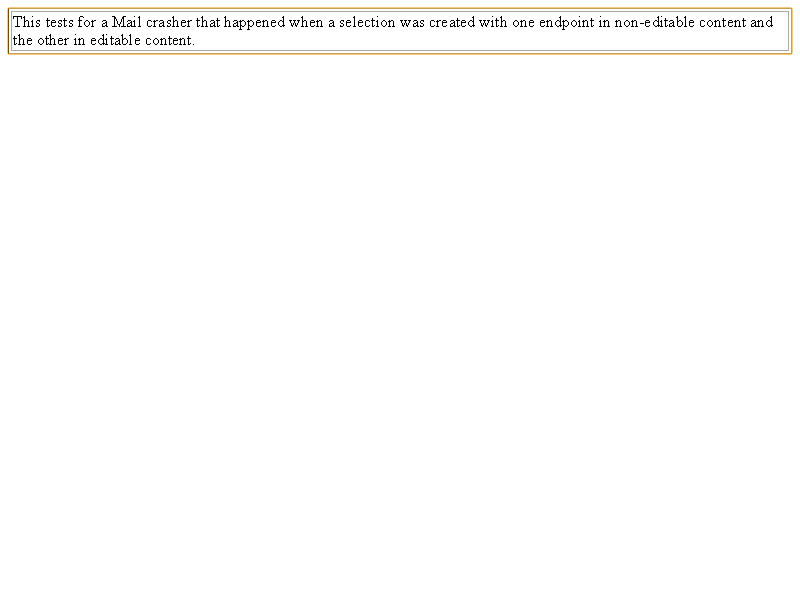 This tests for a Mail crasher that happened when a selection was created with one endpoint in non-editable content and
the other in editable content.